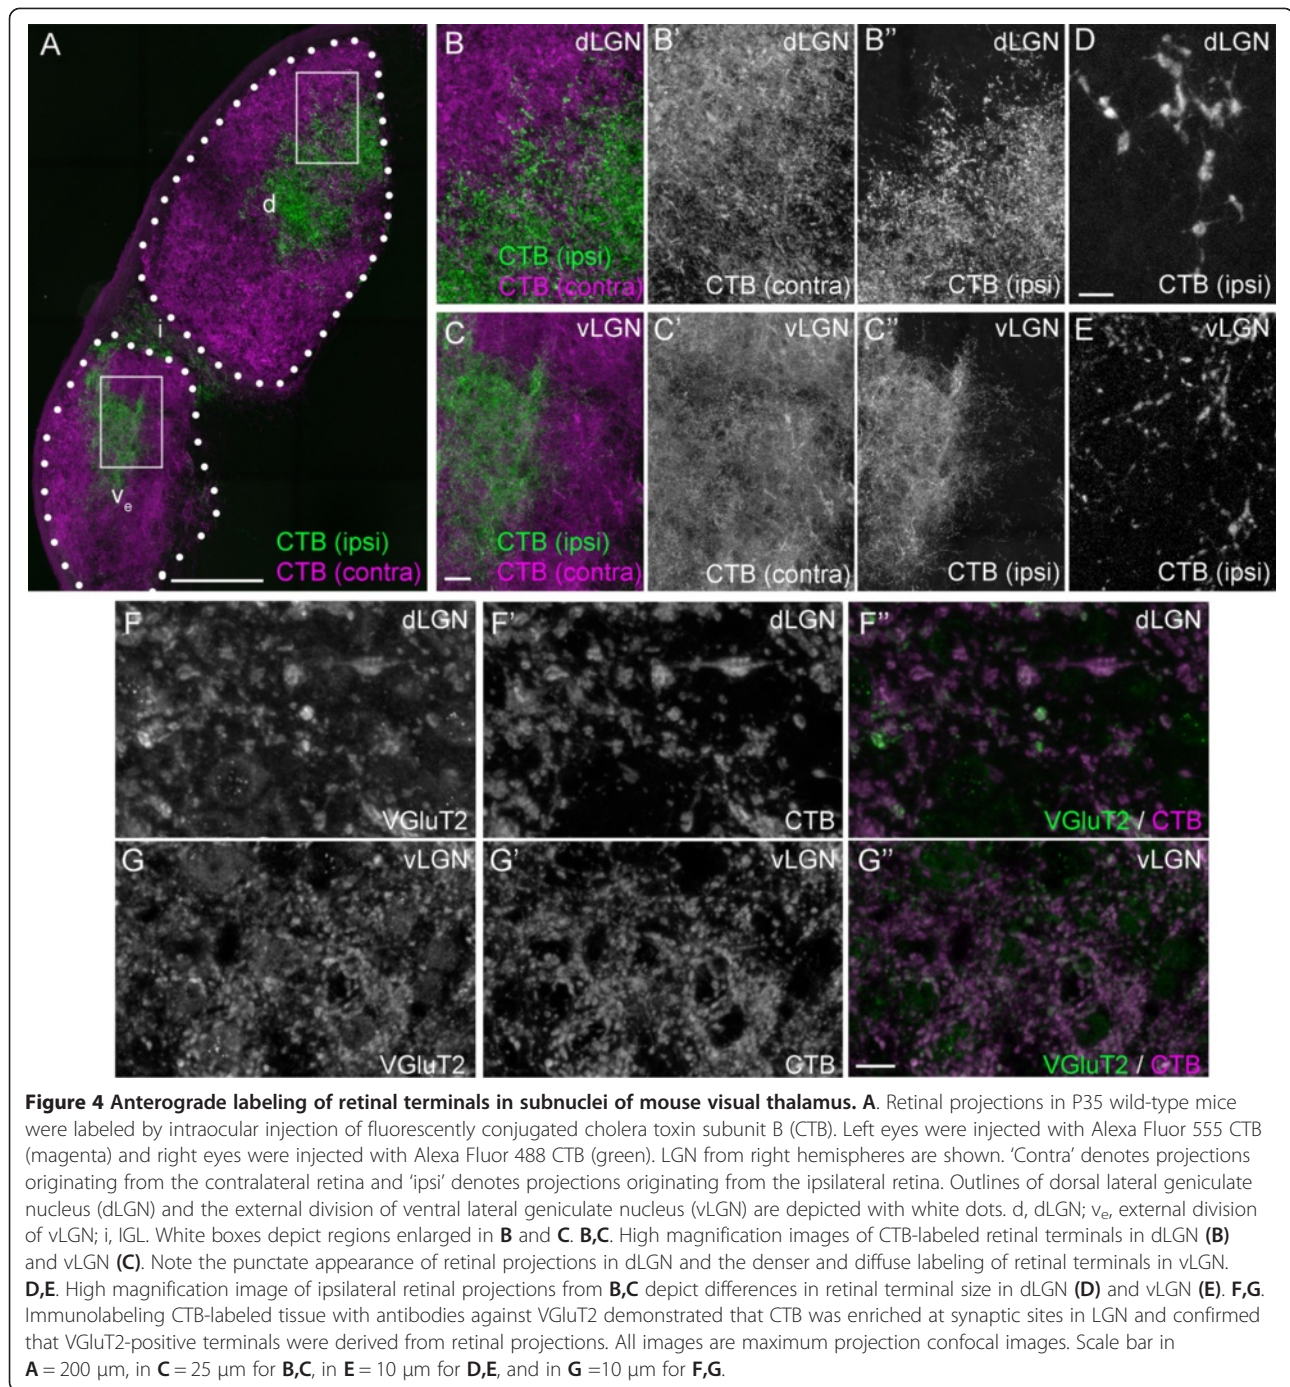 A
d
i
ve
CTB (ipsi)
CTB (contra)
B
dLGN
CTB (ipsi)
CTB (contra)
B'
dLGN
CTB (contra)
B''
dLGN
CTB (ipsi)
D
CTB (ipsi)
C
vLGN
CTB (ipsi)
CTB (contra)
C'
vLGN
CTB (contra)
C''
vLGN
CTB (ipsi)
E
vLGN
CTB (ipsi)
F
dLGN
VGluT2
F'
dLGN
CTB
F''
dLGN
VGluT2 / CTB
G
vLGN
VGluT2
G'
vLGN
CTB
G''
vLGN
VGluT2 / CTB
Figure 4 Anterograde labeling of retinal terminals in subnuclei of mouse visual thalamus. A. Retinal projections in P35 wild-type mice
were labeled by intraocular injection of fluorescently conjugated cholera toxin subunit B (CTB). Left eyes were injected with Alexa Fluor 555 CTB
(magenta) and right eyes were injected with Alexa Fluor 488 CTB (green). LGN from right hemispheres are shown. ‘Contra’ denotes projections
originating from the contralateral retina and ‘ipsi’ denotes projections originating from the ipsilateral retina. Outlines of dorsal lateral geniculate
nucleus (dLGN) and the external division of ventral lateral geniculate nucleus (vLGN) are depicted with white dots. d, dLGN; ve, external division
of vLGN; i, IGL. White boxes depict regions enlarged in B and C. B,C. High magnification images of CTB-labeled retinal terminals in dLGN (B)
and vLGN (C). Note the punctate appearance of retinal projections in dLGN and the denser and diffuse labeling of retinal terminals in vLGN.
D,E. High magnification image of ipsilateral retinal projections from B,C depict differences in retinal terminal size in dLGN (D) and vLGN (E). F,G.
Immunolabeling CTB-labeled tissue with antibodies against VGluT2 demonstrated that CTB was enriched at synaptic sites in LGN and confirmed
that VGluT2-positive terminals were derived from retinal projections. All images are maximum projection confocal images. Scale bar in
A = 200 μm, in C = 25 μm for B,C, in E = 10 μm for D,E, and in G =10 μm for F,G.